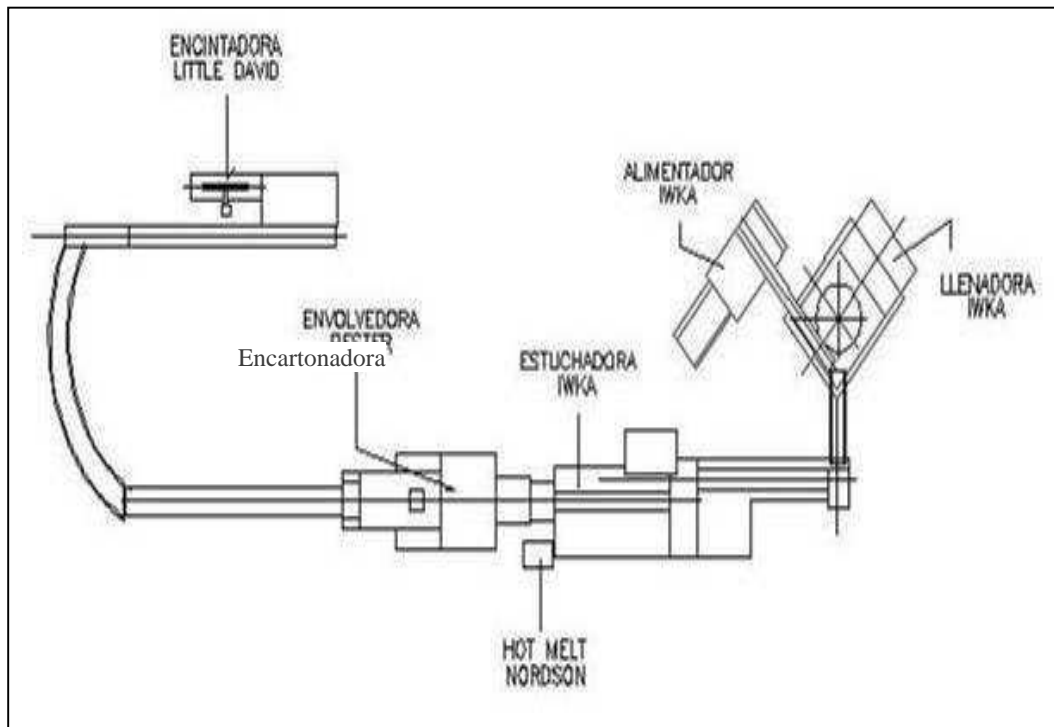 ENCINTADORA
LITTLE DAVID
ALIMENTADOR
IWKA
LLENADORA
IWKA
ENVOLVEDORA
Encartonadora
ESTUCHADORA
IWKA
HOT MELT
NORDSON